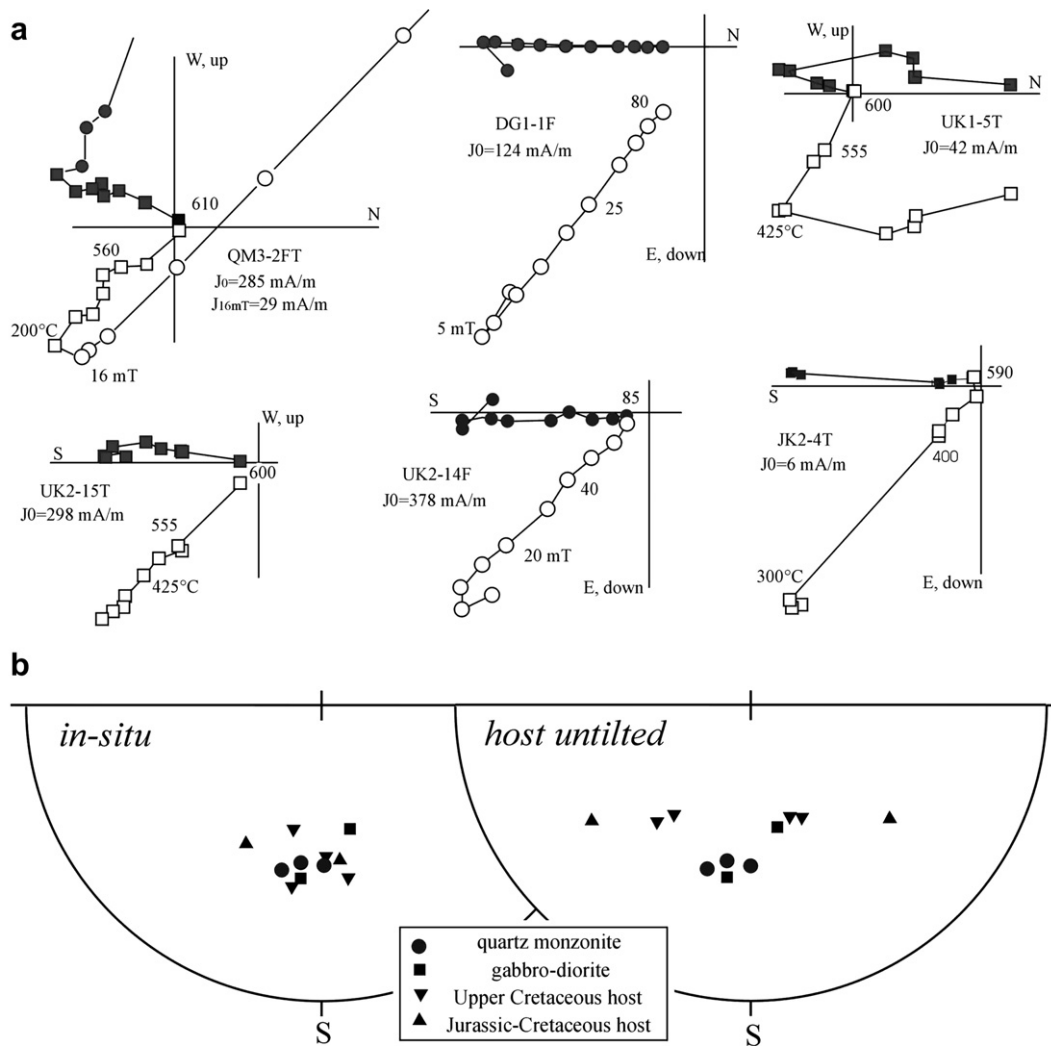 a
W, up
610
N
560
QM3-2FT
J0=285 mA/m
J16mT=29 mA/m
200°C
16 mT
N
80
DG1-1F
J0=124 mA/m
25
E, down
5 mT
W, up
N
600
UK1-5T
555
J0=42 mA/m
425°C
W, up
S
600
UK2-15T
J0=298 mA/m
555
425°C
S
85
UK2-14F
J0=378 mA/m
40
20 mT
E, down
590
S
JK2-4T
J0=6 mA/m
400
300°C
E, down
b
in-situ
host untilted
quartz monzonite
gabbro-diorite
Upper Cretaceous host
Jurassic-Cretaceous host
S
S